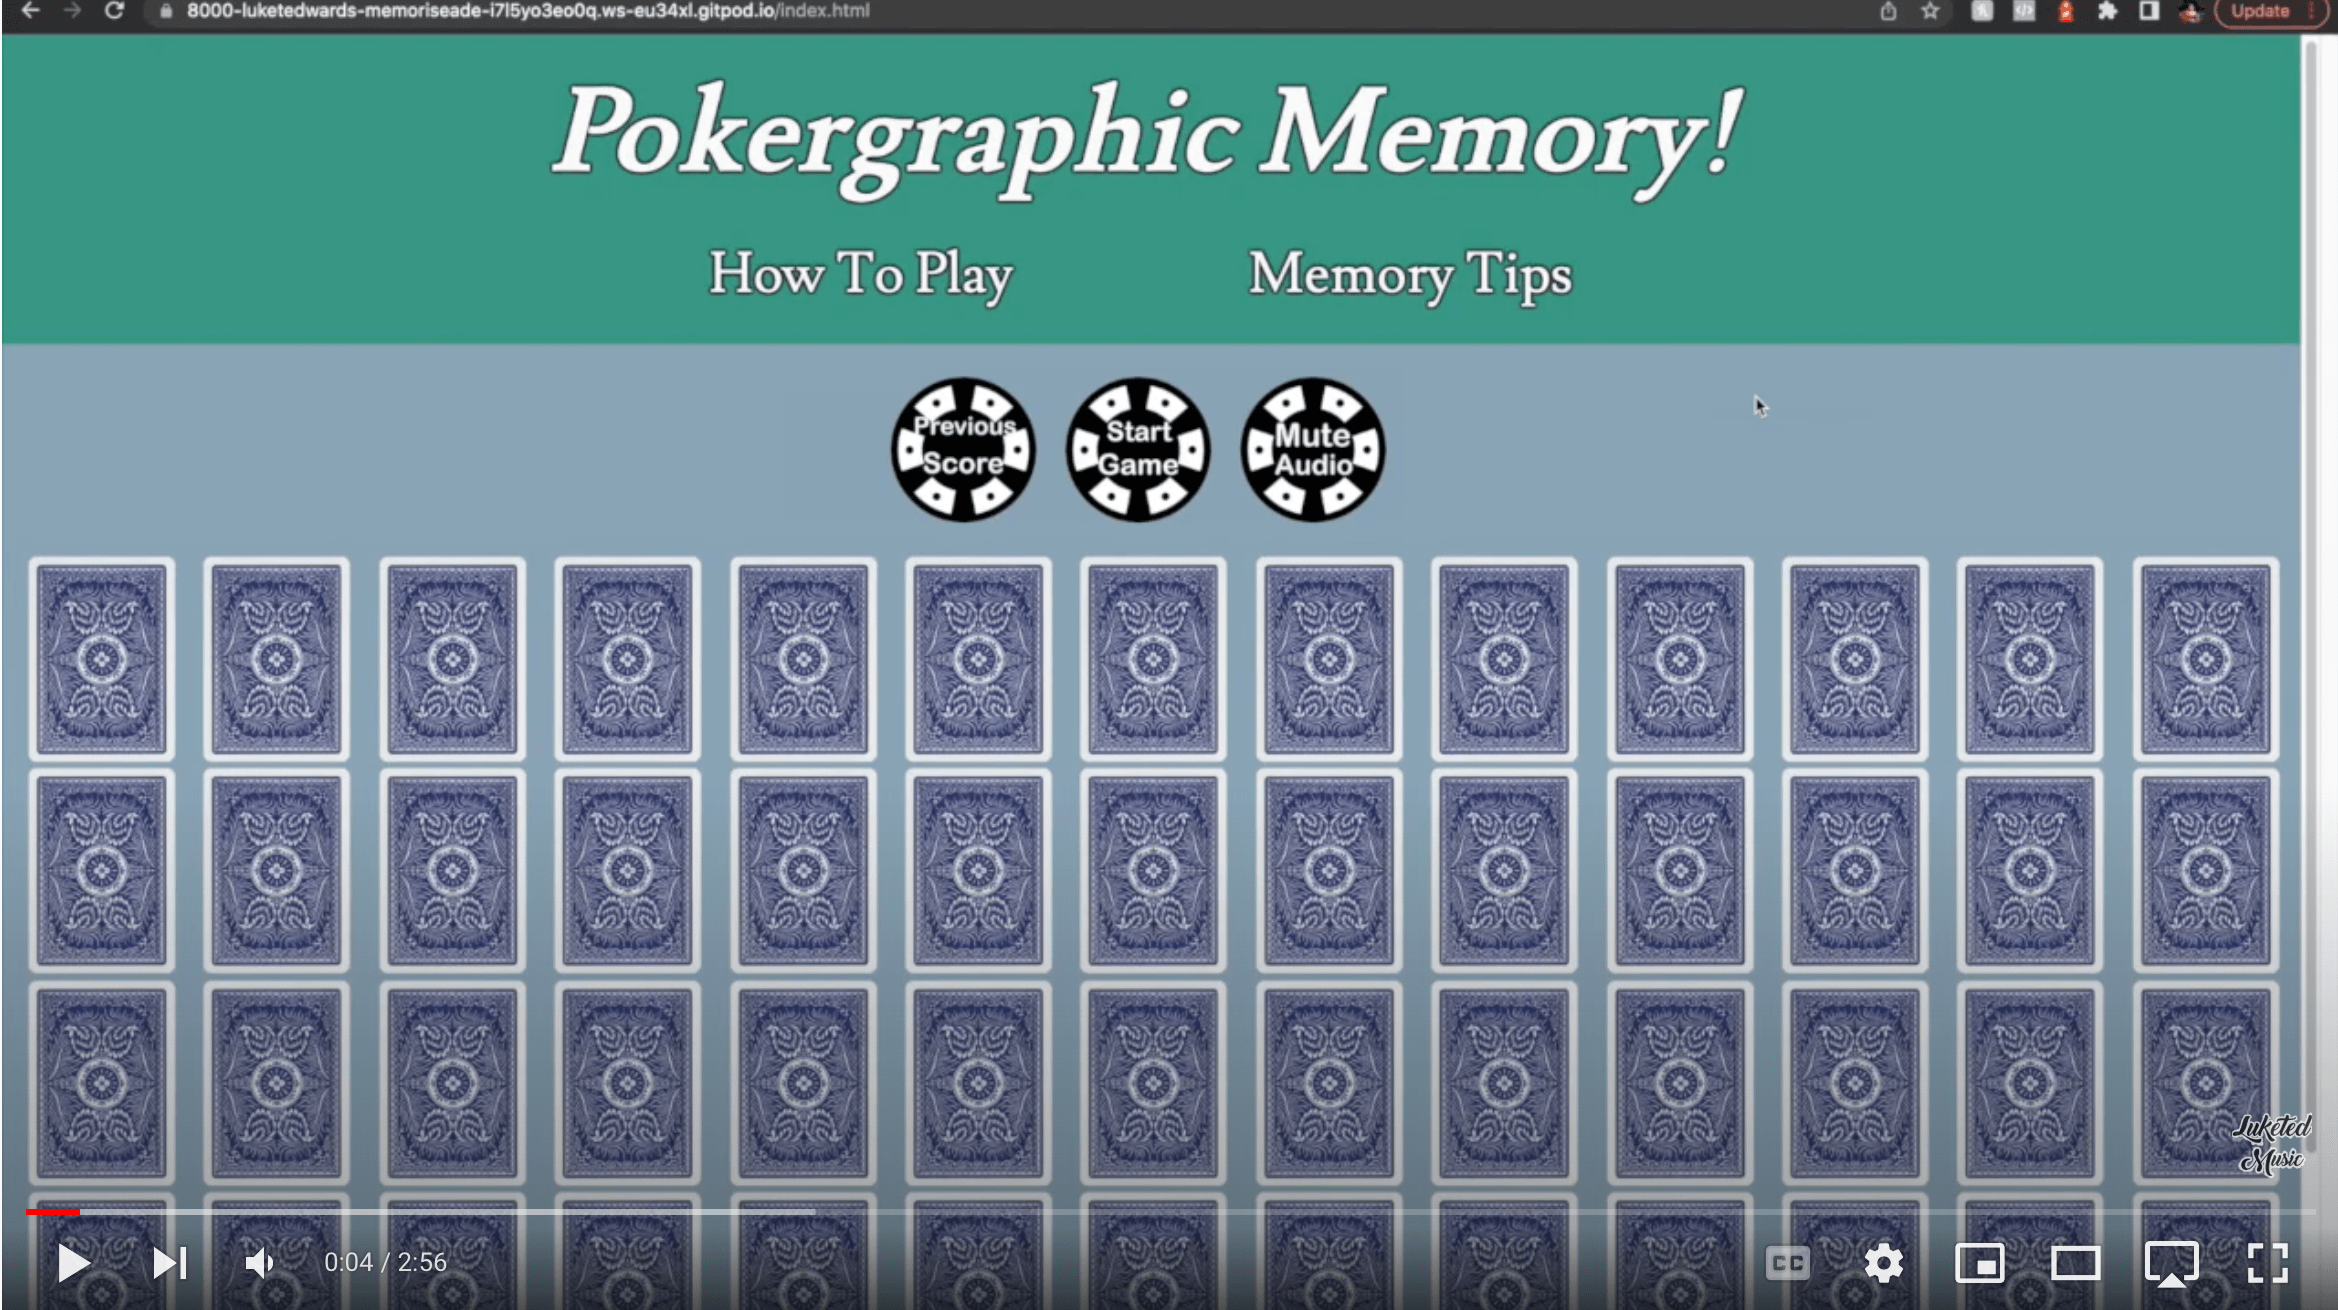 8000-luketedwards-memoriseade-i7l5yo3eo0q.ws-eu34xl.gitpod.io/index.html
Update
Pokergraphic Memory!
How To Play
Memory Tips
Previous
Score
Start
Game
Mute
Audio
Luketed
Music
0:04 / 2:56
CC